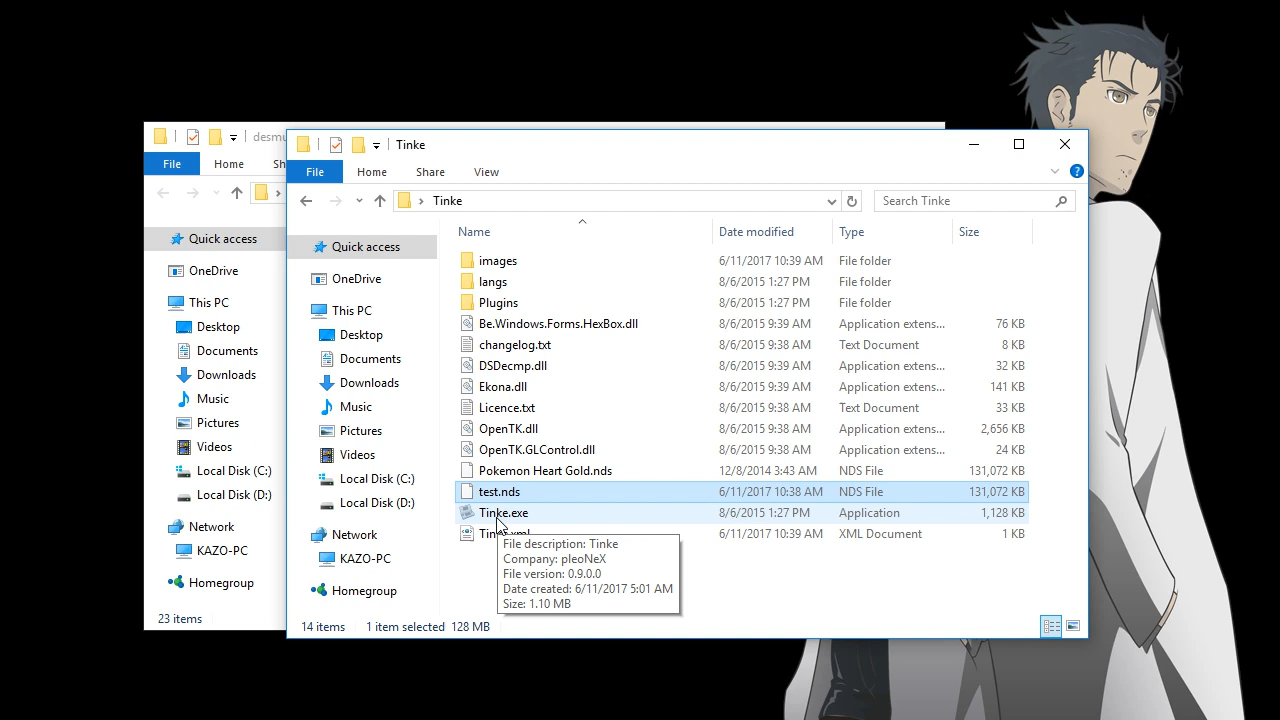 desmu
File
Home
Sh
Quick access
OneDrive
This PC
Desktop
Documents
Downloads
Music
Pictures
Videos
Local Disk (C:)
Local Disk (D:)
Network
KAZO-PC
Homegroup
23 items
Tinke
File Home Share View
Tinke
Search Tinke
Quick access
OneDrive
This PC
Desktop
Documents
Downloads
Music
Pictures
Videos
Local Disk (C:)
Local Disk (D:)
Network
KAZO-PC
Homegroup
Name Date modified Type Size
images 6/11/2017 10:39 AM File folder
langs 8/6/2015 1:27 PM File folder
Plugins 8/6/2015 1:27 PM File folder
Be.Windows.Forms.HexBox.dll 8/6/2015 9:39 AM Application extens... 76 KB
changelog.txt 8/6/2015 9:38 AM Text Document 8 KB
DSDecmp.dll 8/6/2015 9:39 AM Application extens... 32 KB
Ekona.dll 8/6/2015 9:39 AM Application extens... 141 KB
Licence.txt 8/6/2015 9:38 AM Text Document 33 KB
OpenTK.dll 8/6/2015 9:38 AM Application extens... 2,656 KB
OpenTK.GLControl.dll 8/6/2015 9:38 AM Application extens... 24 KB
Pokemon Heart Gold.nds 12/8/2014 3:43 AM NDS File 131,072 KB
test.nds 6/11/2017 10:38 AM NDS File 131,072 KB
Tinke.exe 8/6/2015 1:27 PM Application 1,128 KB
Tinke.xml 6/11/2017 10:39 AM XML Document 1 KB
File description: Tinke
Company: pleoNeX
File version: 0.9.0.0
Date created: 6/11/2017 5:01 AM
Size: 1.10 MB
14 items 1 item selected 128 MB